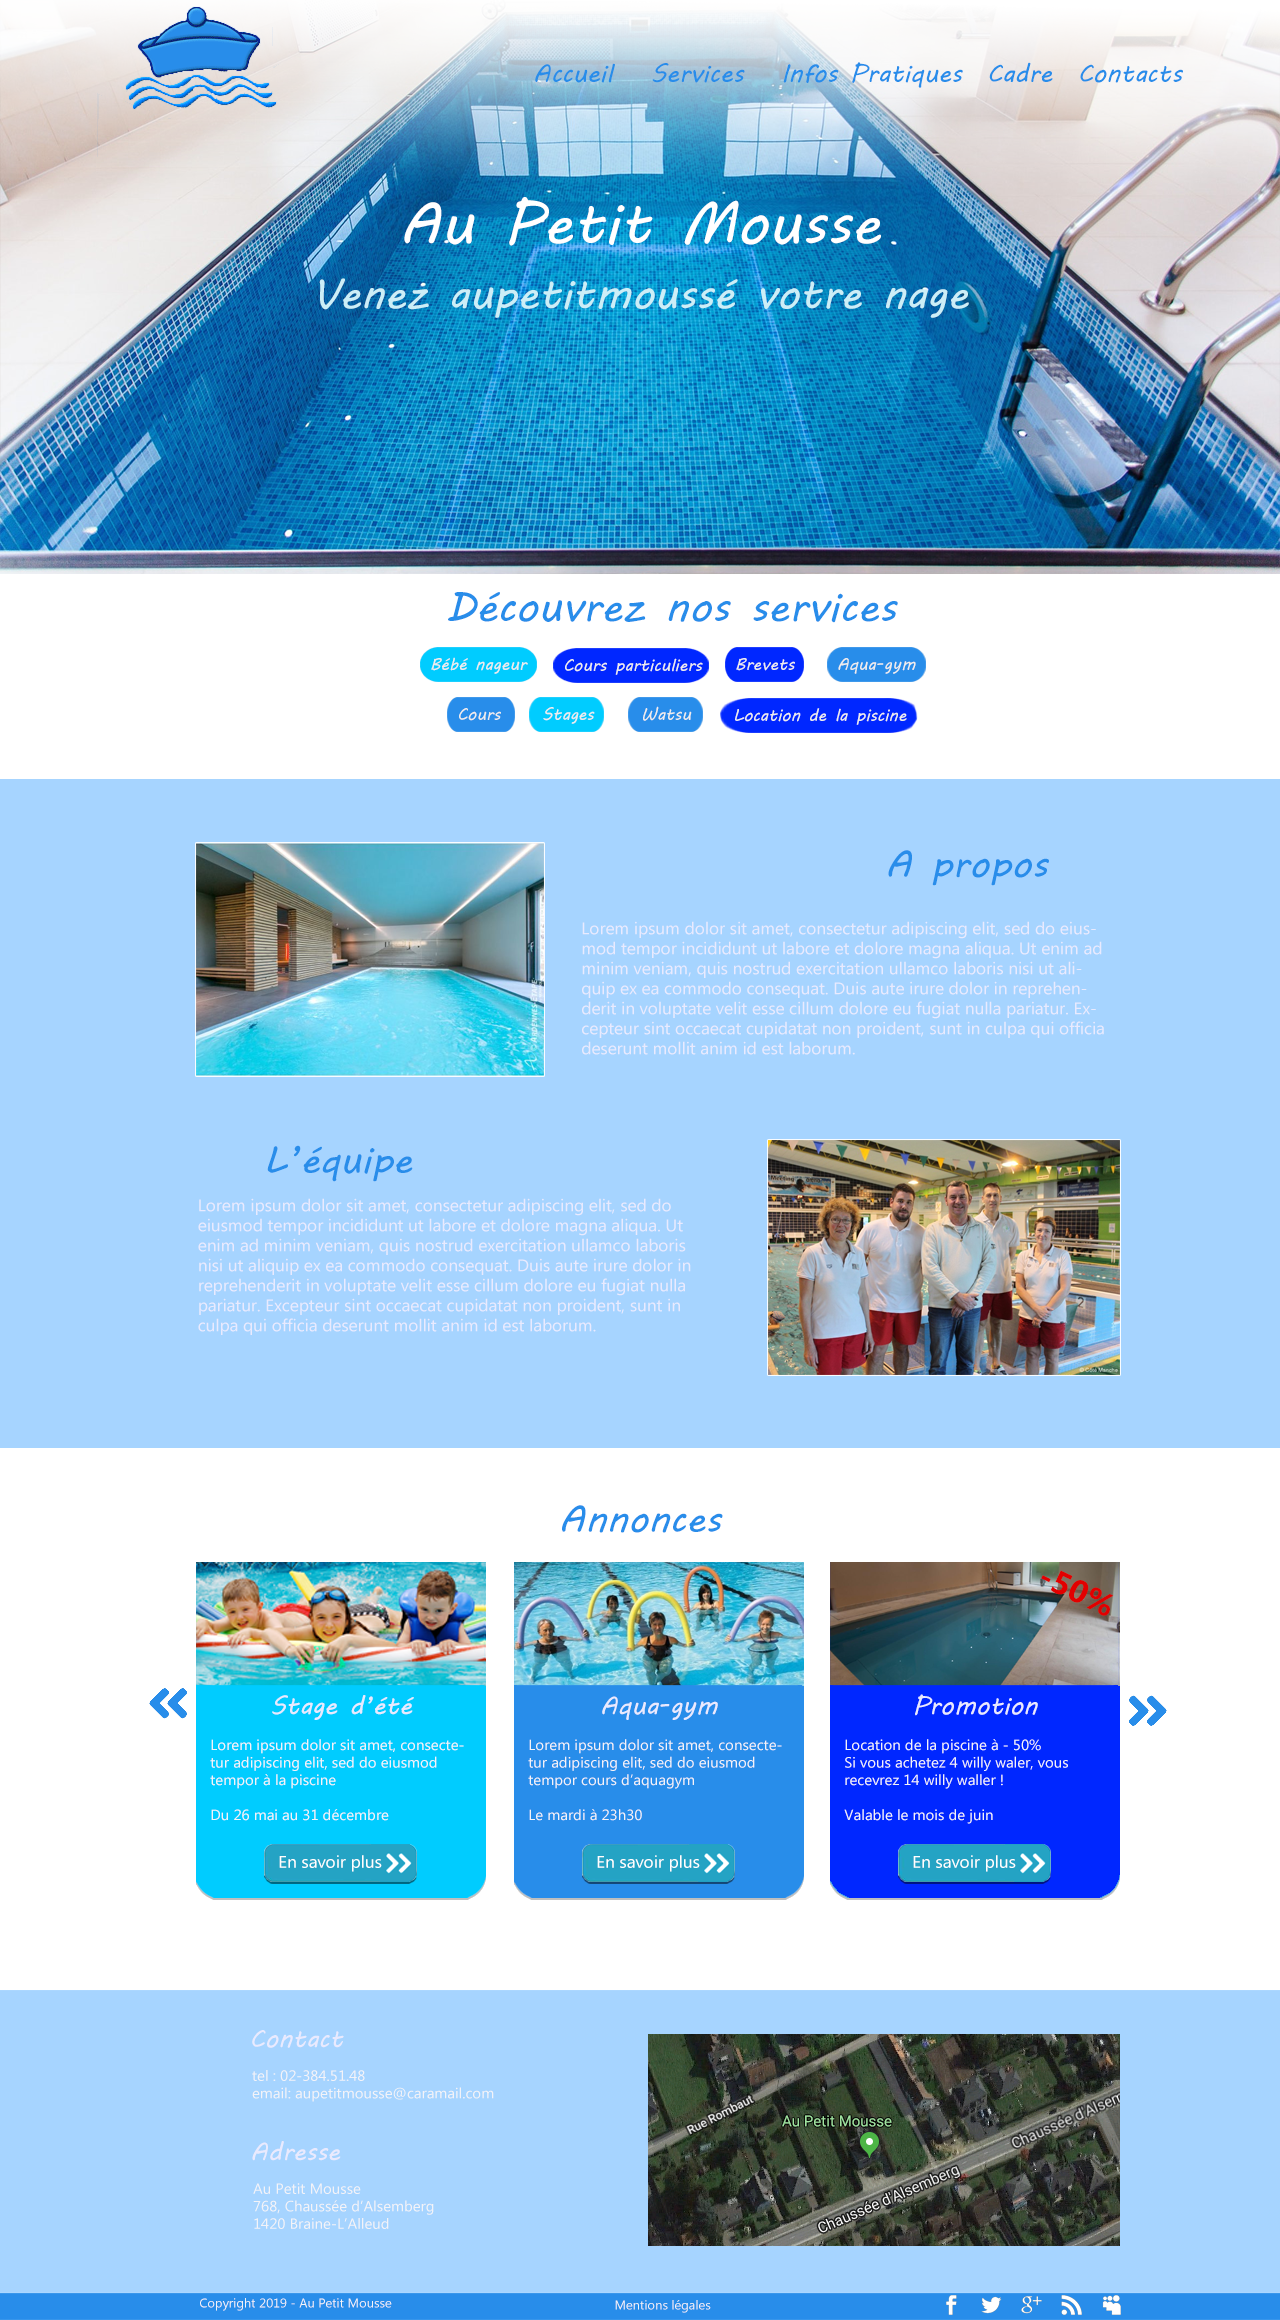 Accueil Services Infos Pratiques Cadre Contacts
Au Petit Mousse.
Venez aupetitmoussé votre nage
Découvrez nos services
Bébé nageur Cours particuliers Brevets Aqua-gym
Cours Stages Watsu Location de la piscine
A propos
Lorem ipsum dolor sit amet, consectetur adipiscing elit, sed do eius-
mod tempor incididunt ut labore et dolore magna aliqua. Ut enim ad
minim veniam, quis nostrud exercitation ullamco laboris nisi ut ali-
quip ex ea commodo consequat. Duis aute irure dolor in reprehen-
derit in voluptate velit esse cillum dolore eu fugiat nulla pariatur. Ex-
cepteur sint occaecat cupidatat non proident, sunt in culpa qui officia
deserunt mollit anim id est laborum.
L'équipe
Lorem ipsum dolor sit amet, consectetur adipiscing elit, sed do
eiusmod tempor incididunt ut labore et dolore magna aliqua. Ut
enim ad minim veniam, quis nostrud exercitation ullamco laboris
nisi ut aliquip ex ea commodo consequat. Duis aute irure dolor in
reprehenderit in voluptate velit esse cillum dolore eu fugiat nulla
pariatur. Excepteur sint occaecat cupidatat non proident, sunt in
culpa qui officia deserunt mollit anim id est laborum.
Annonces
Stage d'été
Lorem ipsum dolor sit amet, consecte-
tur adipiscing elit, sed do eiusmod
tempor à la piscine
Du 26 mai au 31 décembre
En savoir plus
Aqua-gym
Lorem ipsum dolor sit amet, consecte-
tur adipiscing elit, sed do eiusmod
tempor cours d'aquagym
Le mardi à 23h30
En savoir plus
-50%
Promotion
Location de la piscine à - 50%
Si vous achetez 4 willy waler, vous
recevrez 14 willy waller !
Valable le mois de juin
En savoir plus
Contact
tel : 02-384.51.48
email: aupetitmousse@caramail.com
Adresse
Au Petit Mousse
768, Chaussée d'Alsemberg
1420 Braine-L'Alleud
Rue Rombaut
Au Petit Mousse
Chaussée d'Alsemberg
Chaussée d'Alsem
Copyright 2019 - Au Petit Mousse
Mentions légales